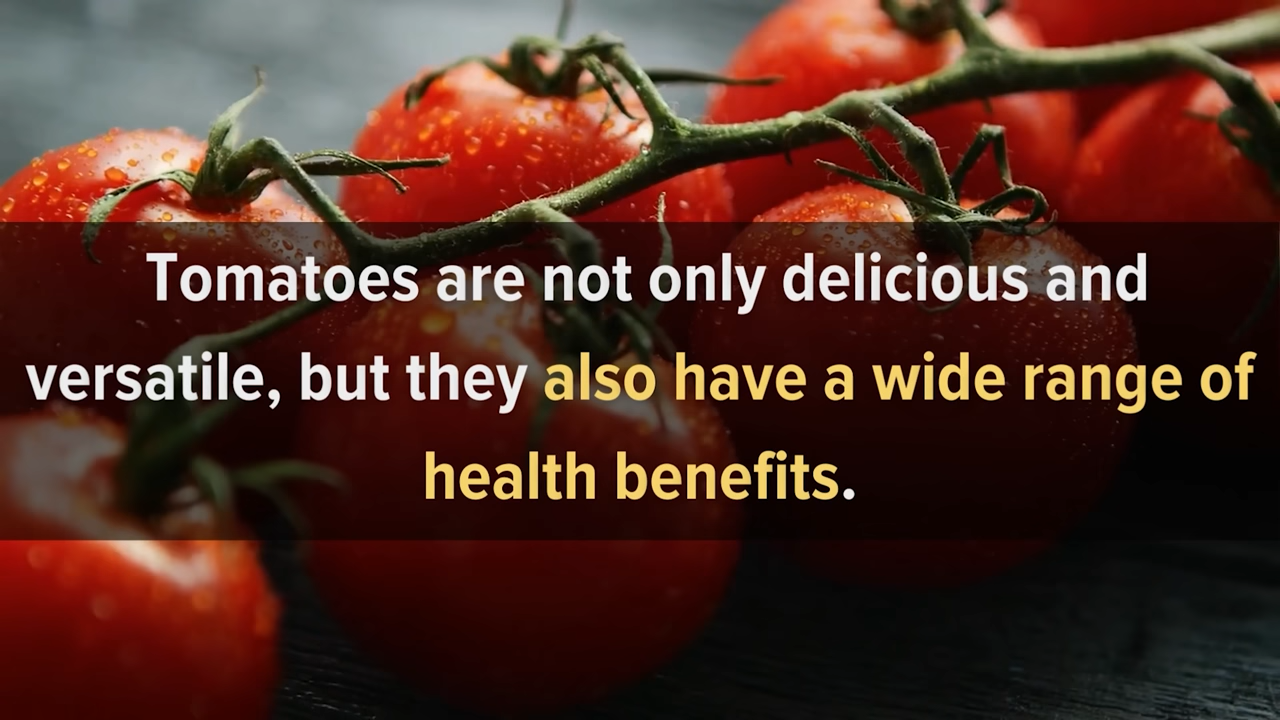 Tomatoes are not only delicious and
versatile, but they also have a wide range of
health benefits.